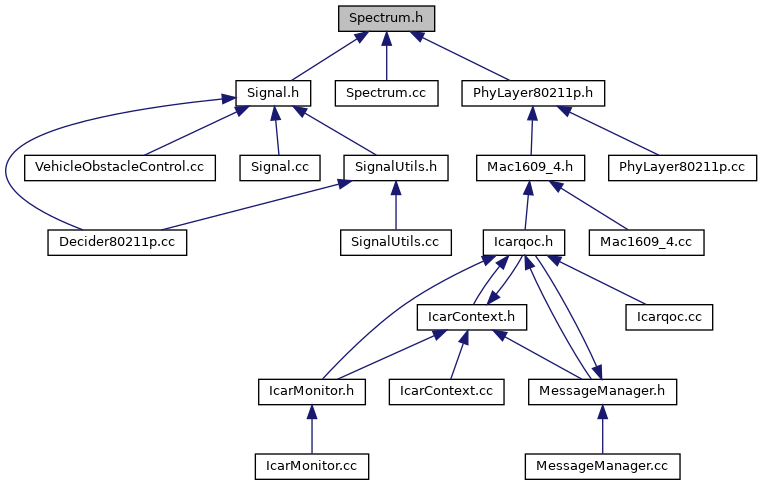 Spectrum.h
Signal.h
Spectrum.cc
PhyLayer80211p.h
VehicleObstacleControl.cc
Signal.cc
SignalUtils.h
Mac1609_4.h
PhyLayer80211p.cc
Decider80211p.cc
SignalUtils.cc
Icarqoc.h
Mac1609_4.cc
IcarContext.h
Icarqoc.cc
IcarMonitor.h
IcarContext.cc
MessageManager.h
IcarMonitor.cc
MessageManager.cc